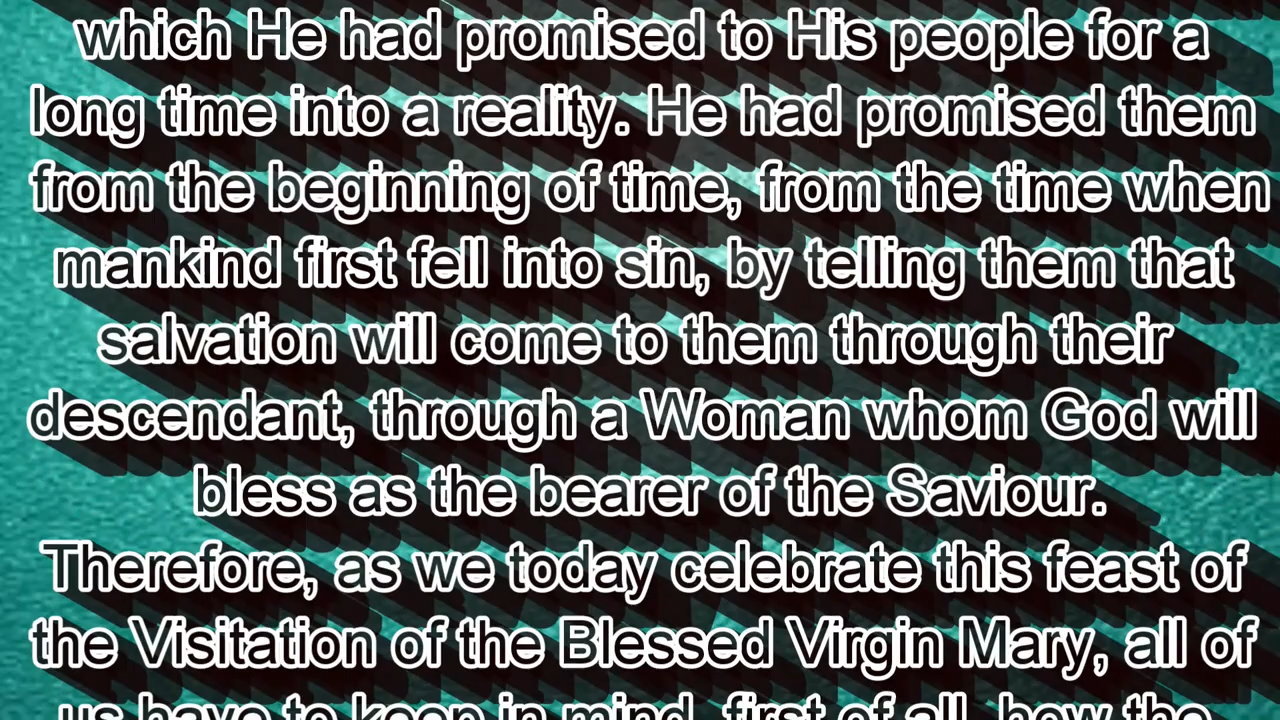 which He had promised to His people for a
long time into a reality. He had promised them
from the beginning of time, from the time when
mankind first fell into sin, by telling them that
salvation will come to them through their
descendant, through a Woman whom God will
bless as the bearer of the Saviour.
Therefore, as we today celebrate this feast of
the Visitation of the Blessed Virgin Mary, all of
us have to keep in mind, first of all, how the